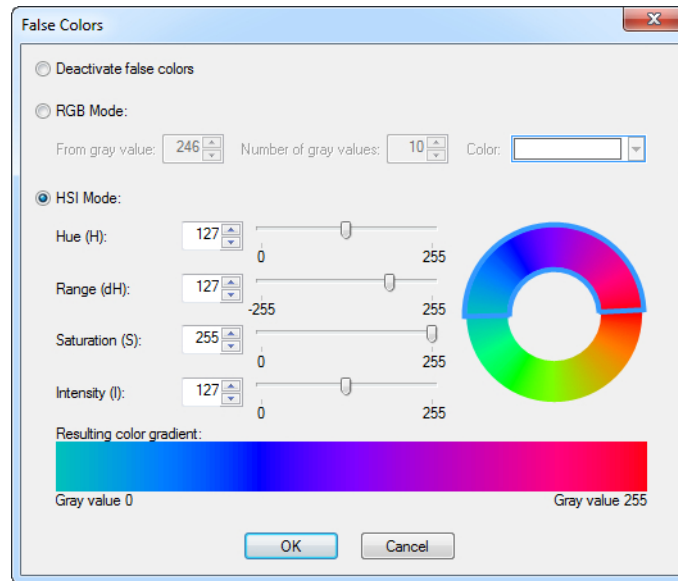 False Colors
Deactivate false colors
RGB Mode:
From gray value: 246 Number of gray values: 10 Color:
HSI Mode:
Hue (H): 127
0 255
Range (dH): 127
-255 255
Saturation (S): 255
0 255
Intensity (I): 127
0 255
Resulting color gradient:
Gray value 0 Gray value 255
OK Cancel